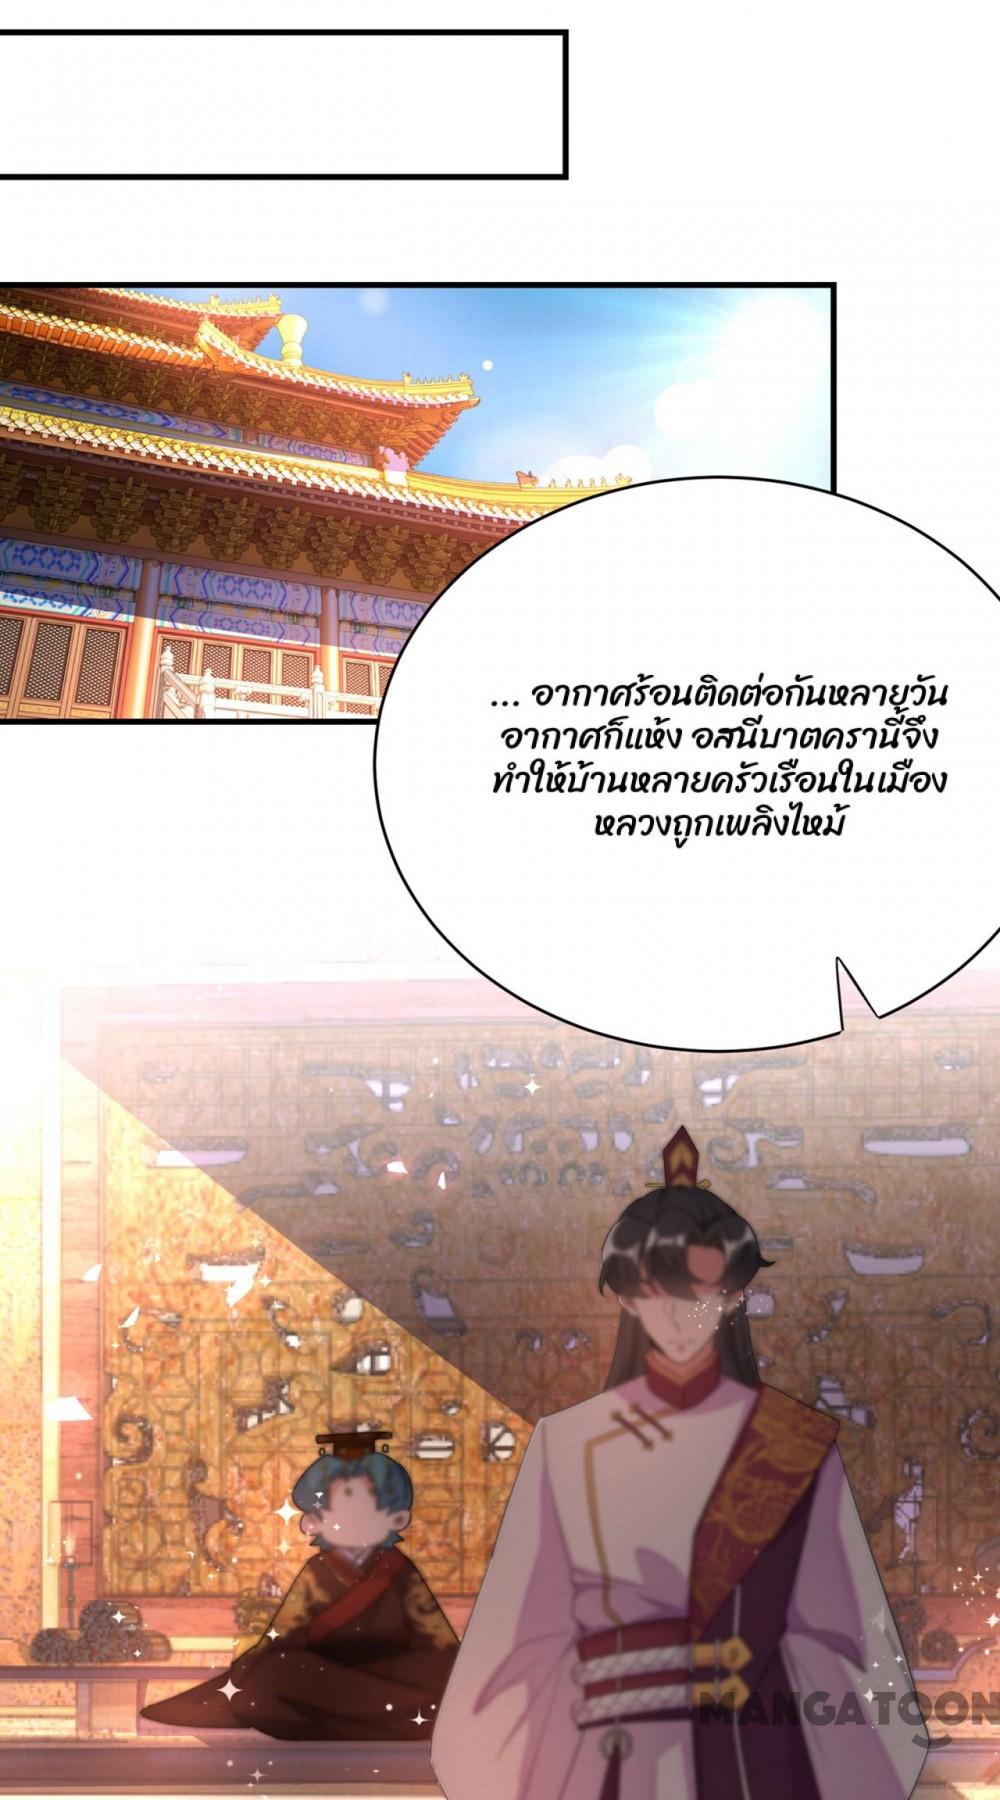 ... อากาศร้อนติดต่อกันหลายวัน
อากาศก็แห้ง อสนีบาตครานี้จึง
ทำให้บ้านหลายครัวเรือนในเมือง
หลวงถูกเพลิงไหม้
MANGATOON